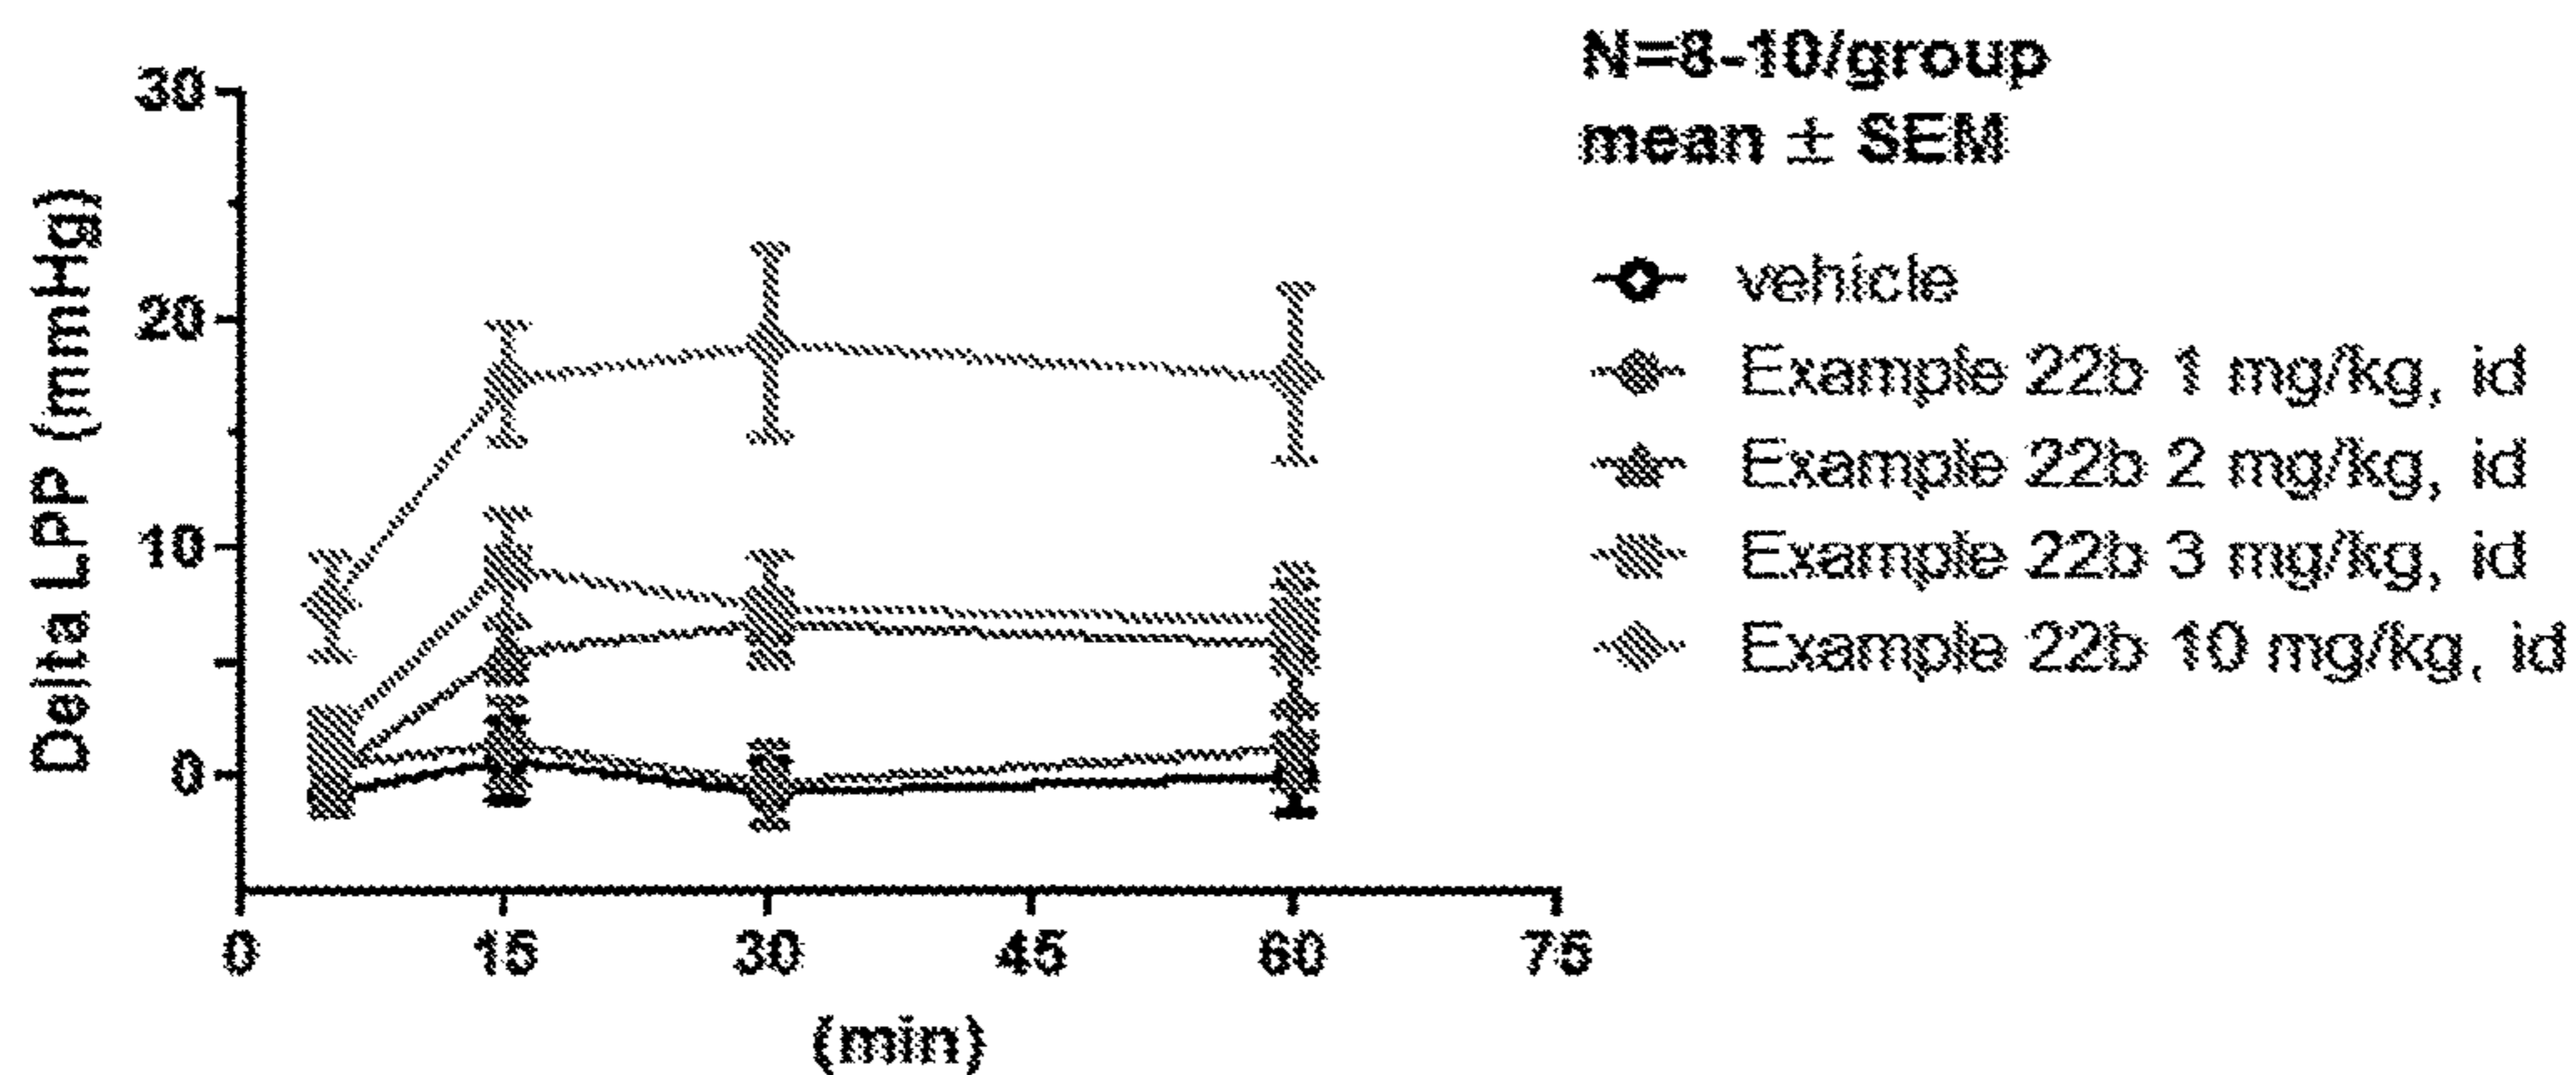 N=8-10/group
mean ± SEM
30
20
10
0
Delta LPP (mmHg)
vehicle
Example 22b 1 mg/kg, id
Example 22b 2 mg/kg, id
Example 22b 3 mg/kg, id
Example 22b 10 mg/kg, id
0 15 30 45 60 75
(min)